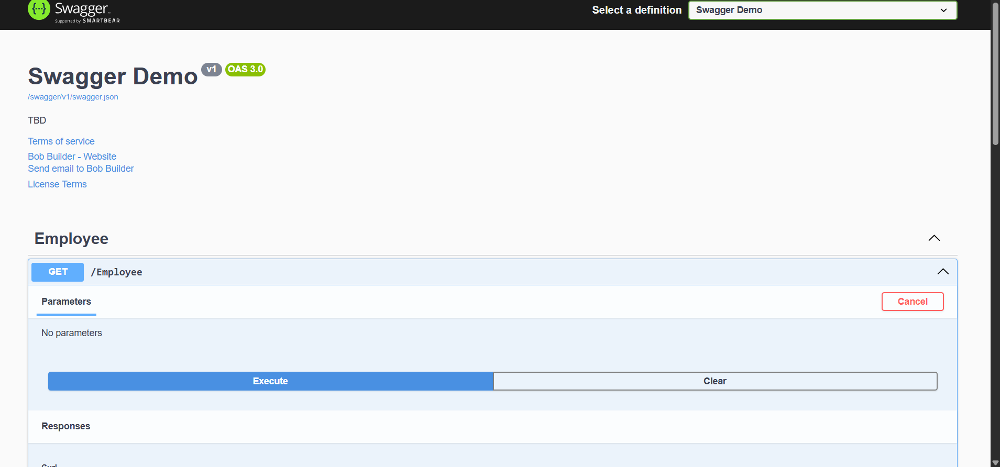 {···} Swagger
Supported by SMARTBEAR
Select a definition
Swagger Demo
Swagger Demo v1 OAS 3.0
/swagger/v1/swagger.json
TBD
Terms of service
Bob Builder - Website
Send email to Bob Builder
License Terms
Employee
GET /Employee
Parameters
Cancel
No parameters
Execute
Clear
Responses
Curl